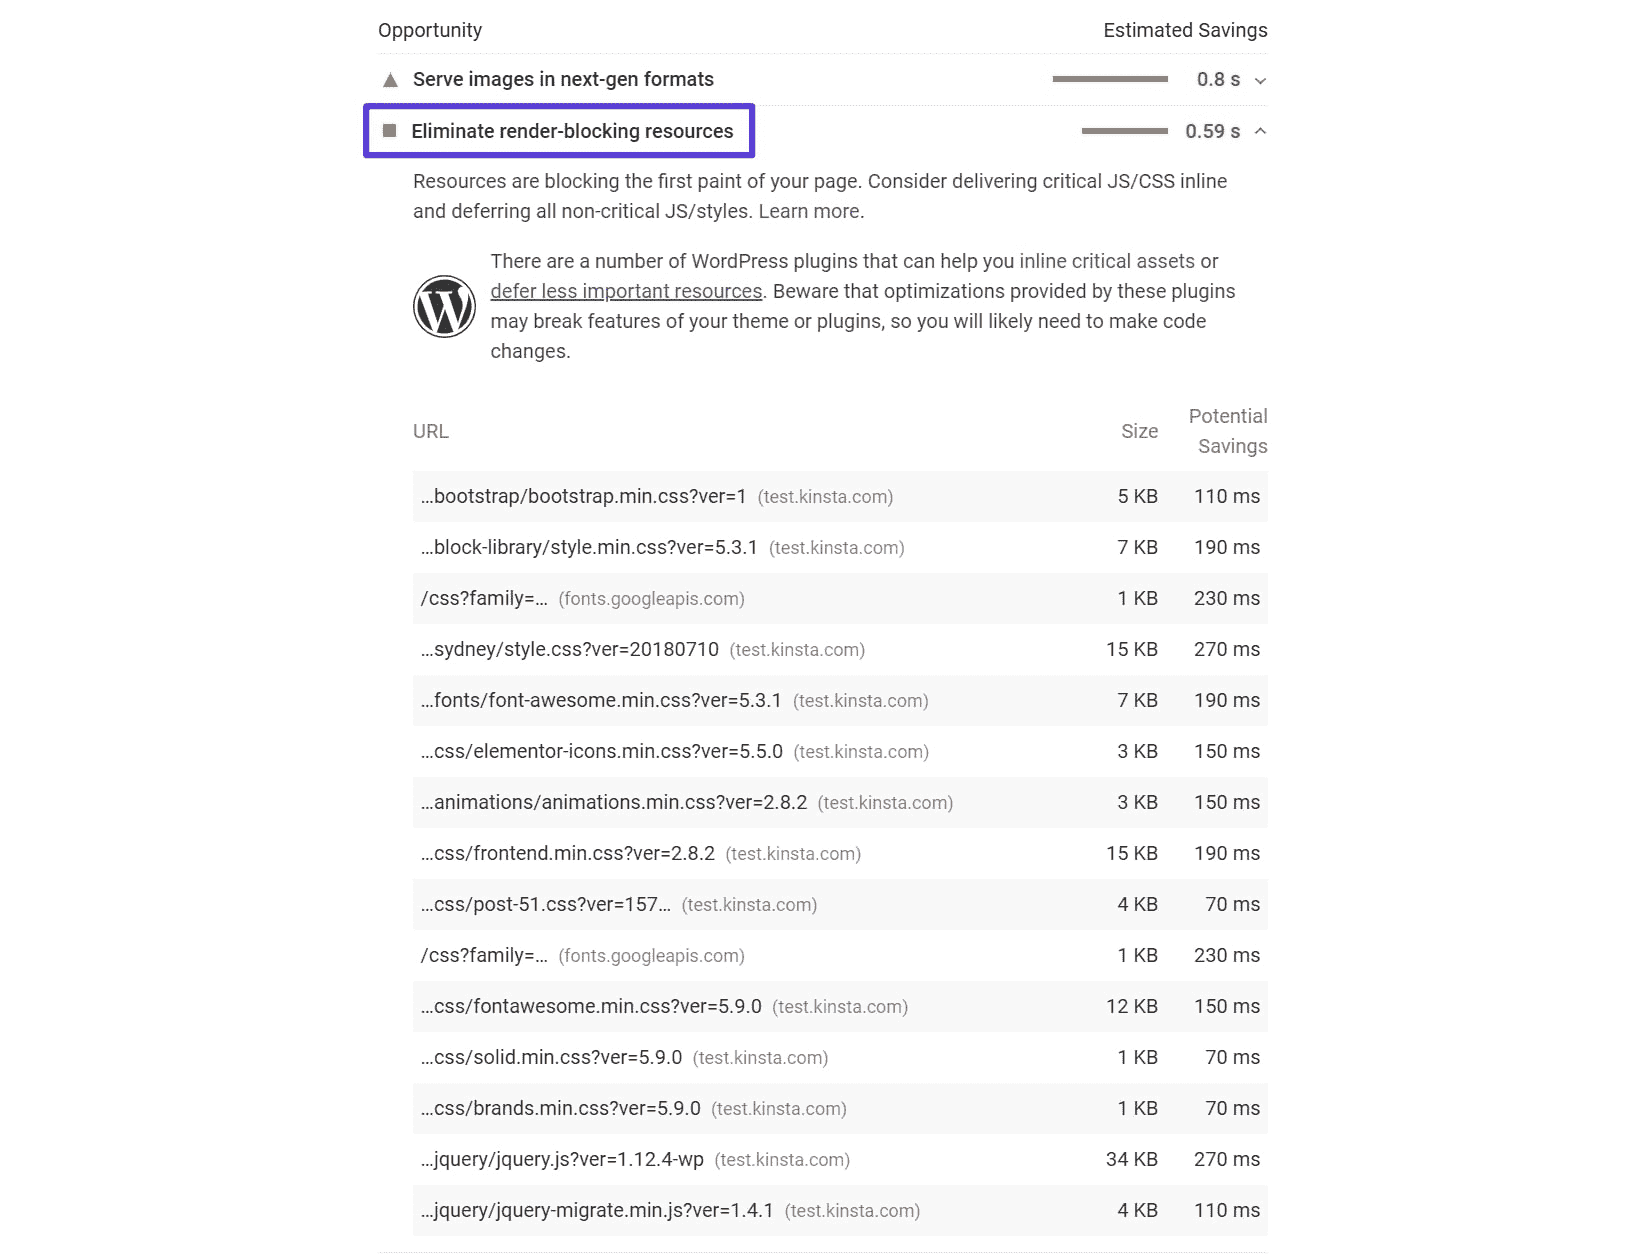 Opportunity Estimated Savings
Serve images in next-gen formats 0.8 s
Eliminate render-blocking resources 0.59 s
Resources are blocking the first paint of your page. Consider delivering critical JS/CSS inline
and deferring all non-critical JS/styles. Learn more.
There are a number of WordPress plugins that can help you inline critical assets or
defer less important resources. Beware that optimizations provided by these plugins
may break features of your theme or plugins, so you will likely need to make code
changes.
URL Size Potential
Savings
...bootstrap/bootstrap.min.css?ver=1 (test.kinsta.com) 5 KB 110 ms
...block-library/style.min.css?ver=5.3.1 (test.kinsta.com) 7 KB 190 ms
/css?family=... (fonts.googleapis.com) 1 KB 230 ms
...sydney/style.css?ver=20180710 (test.kinsta.com) 15 KB 270 ms
...fonts/font-awesome.min.css?ver=5.3.1 (test.kinsta.com) 7 KB 190 ms
...css/elementor-icons.min.css?ver=5.5.0 (test.kinsta.com) 3 KB 150 ms
...animations/animations.min.css?ver=2.8.2 (test.kinsta.com) 3 KB 150 ms
...css/frontend.min.css?ver=2.8.2 (test.kinsta.com) 15 KB 190 ms
...css/post-51.css?ver=157... (test.kinsta.com) 4 KB 70 ms
/css?family=... (fonts.googleapis.com) 1 KB 230 ms
...css/fontawesome.min.css?ver=5.9.0 (test.kinsta.com) 12 KB 150 ms
...css/solid.min.css?ver=5.9.0 (test.kinsta.com) 1 KB 70 ms
...css/brands.min.css?ver=5.9.0 (test.kinsta.com) 1 KB 70 ms
...jquery/jquery.js?ver=1.12.4-wp (test.kinsta.com) 34 KB 270 ms
...jquery/jquery-migrate.min.js?ver=1.4.1 (test.kinsta.com) 4 KB 110 ms